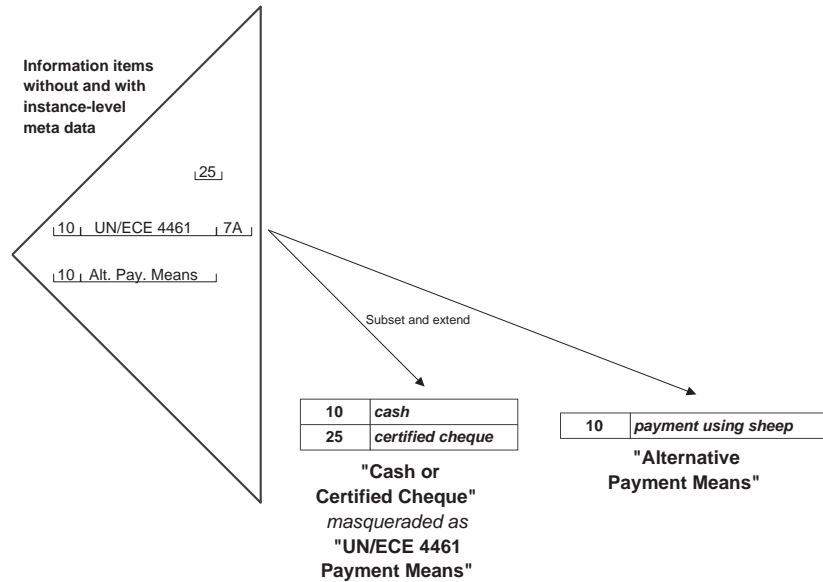 Information items
without and with
instance-level
meta data
25
10 UN/ECE 4461 7A
10 Alt. Pay. Means
Subset and extend
10 cash
25 certified cheque
"Cash or
Certified Cheque"
masqueraded as
"UN/ECE 4461
Payment Means"
10 payment using sheep
"Alternative
Payment Means"